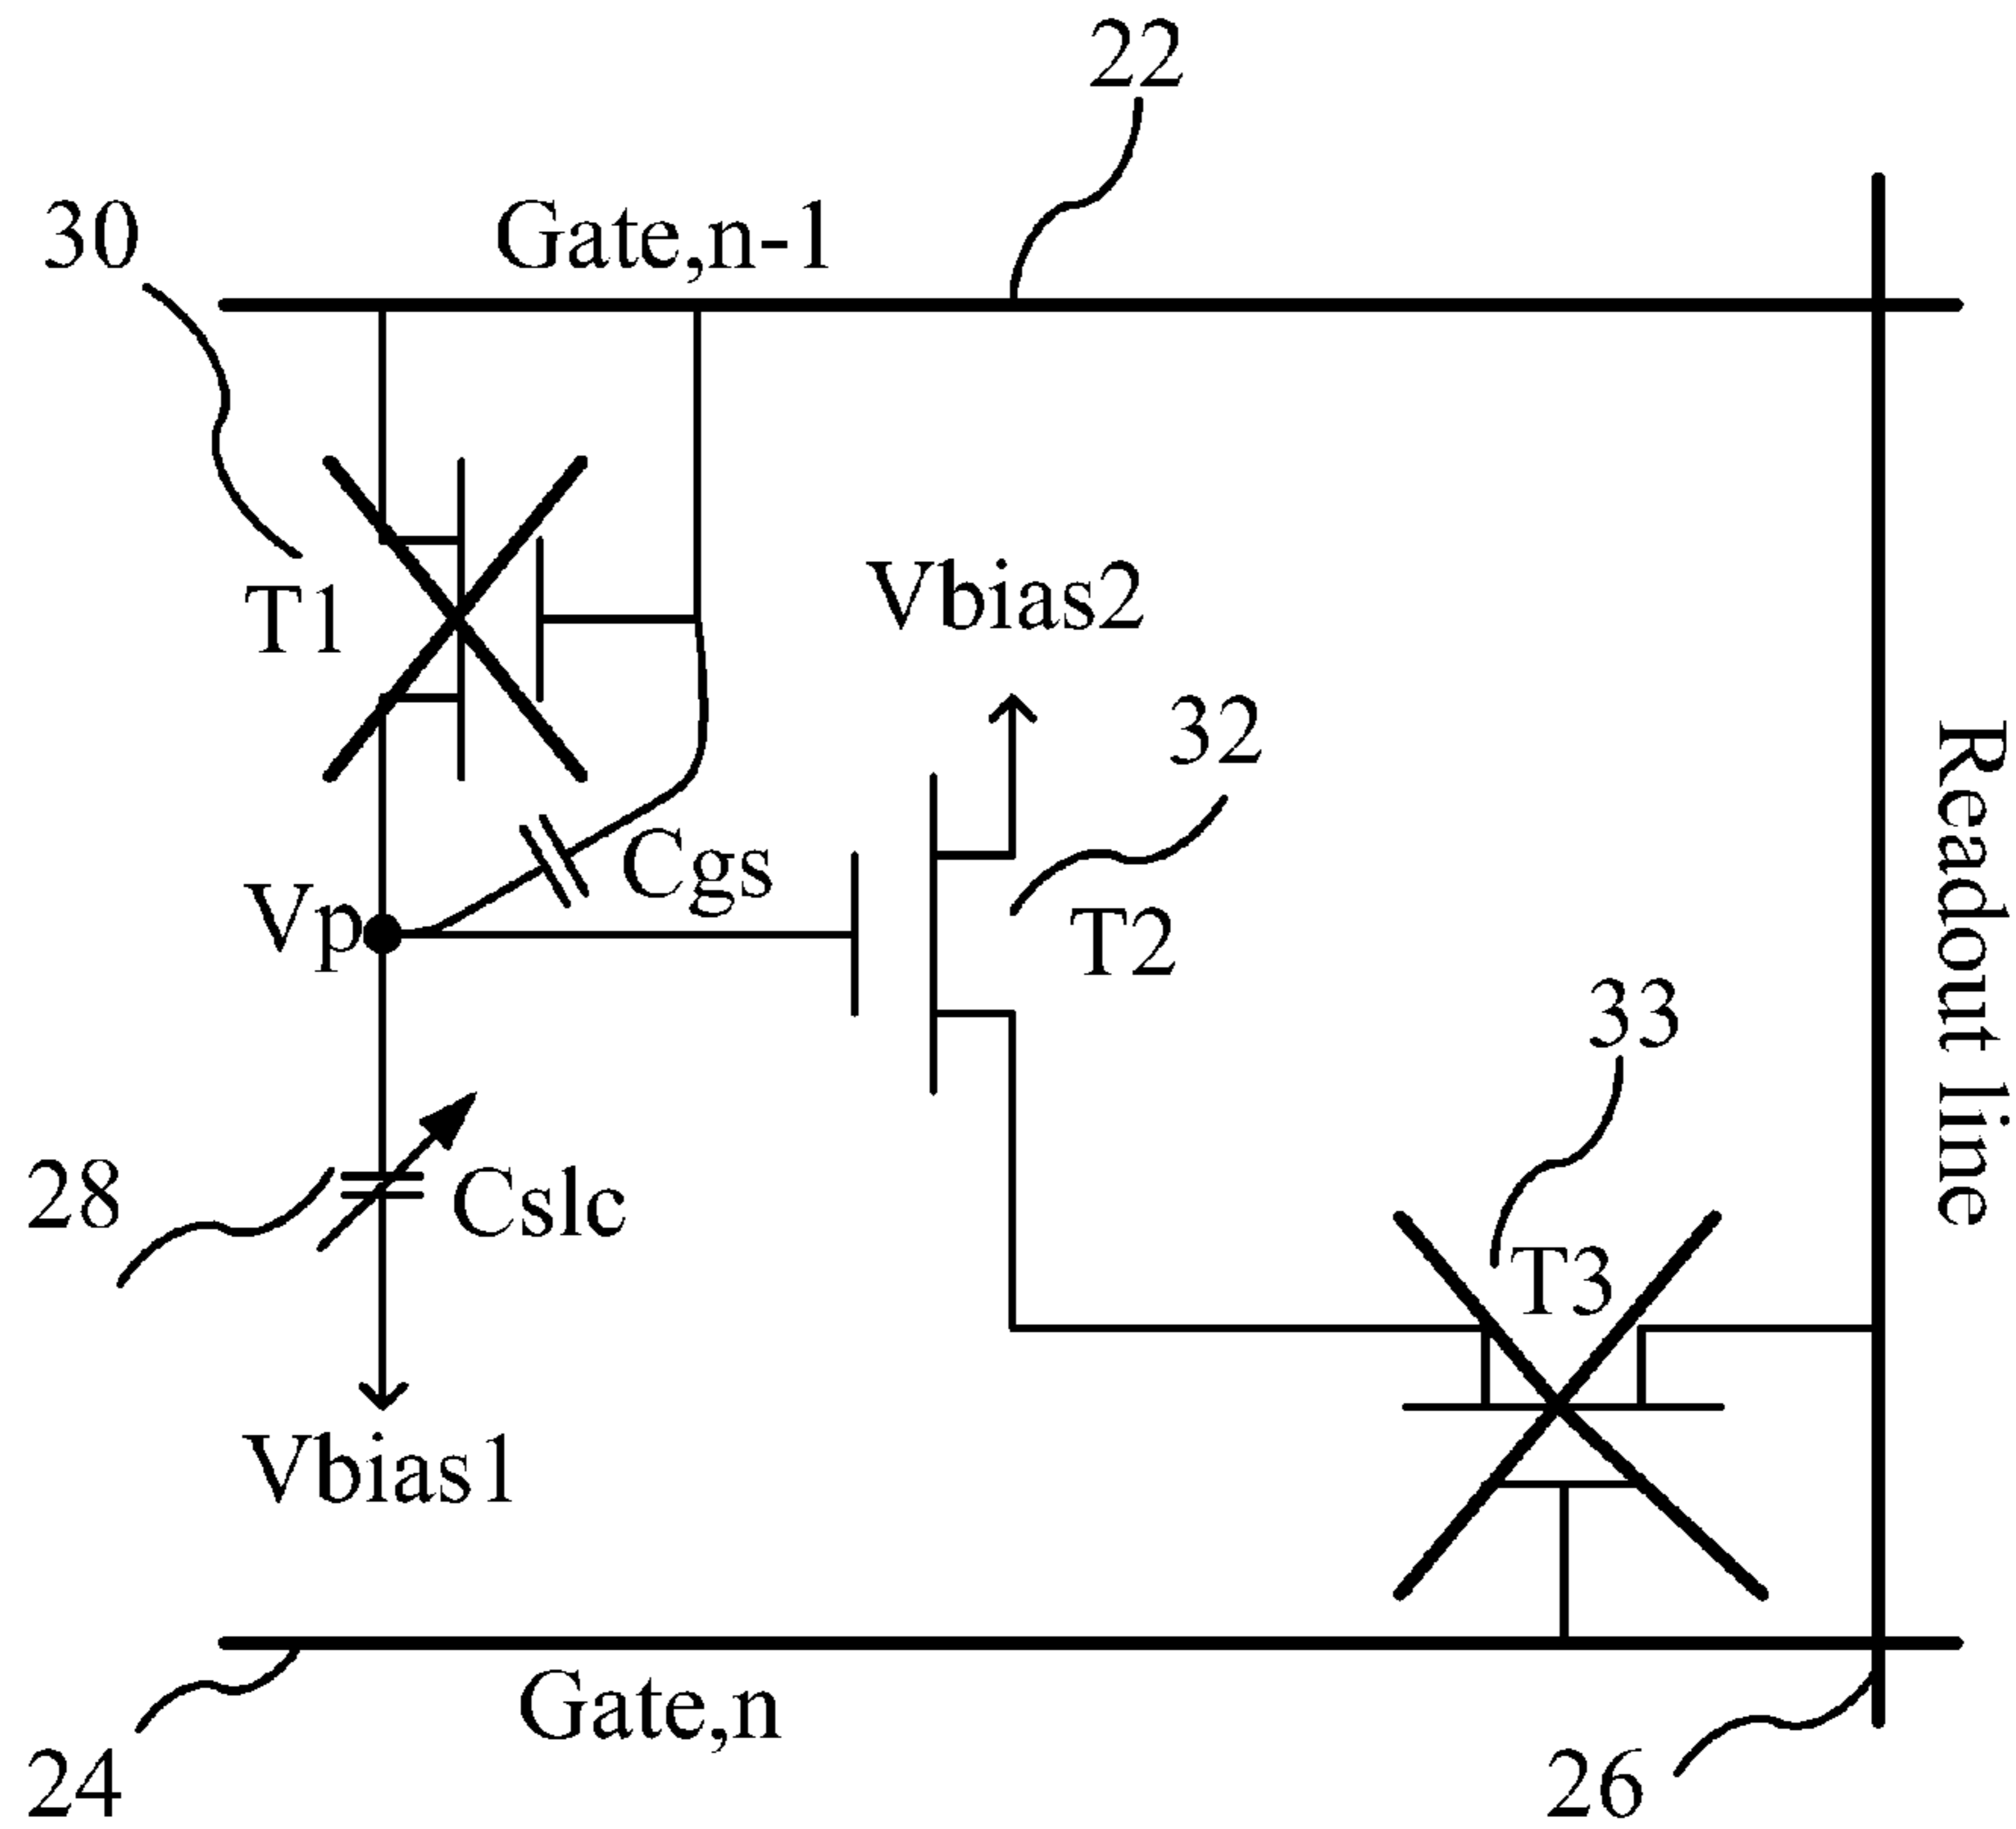 22
30
Gate,n-1
T1
Vbias2
32
Cgs
Vp
T2
33
Readout line
28
Cslc
T3
Vbias1
Gate,n
24
26